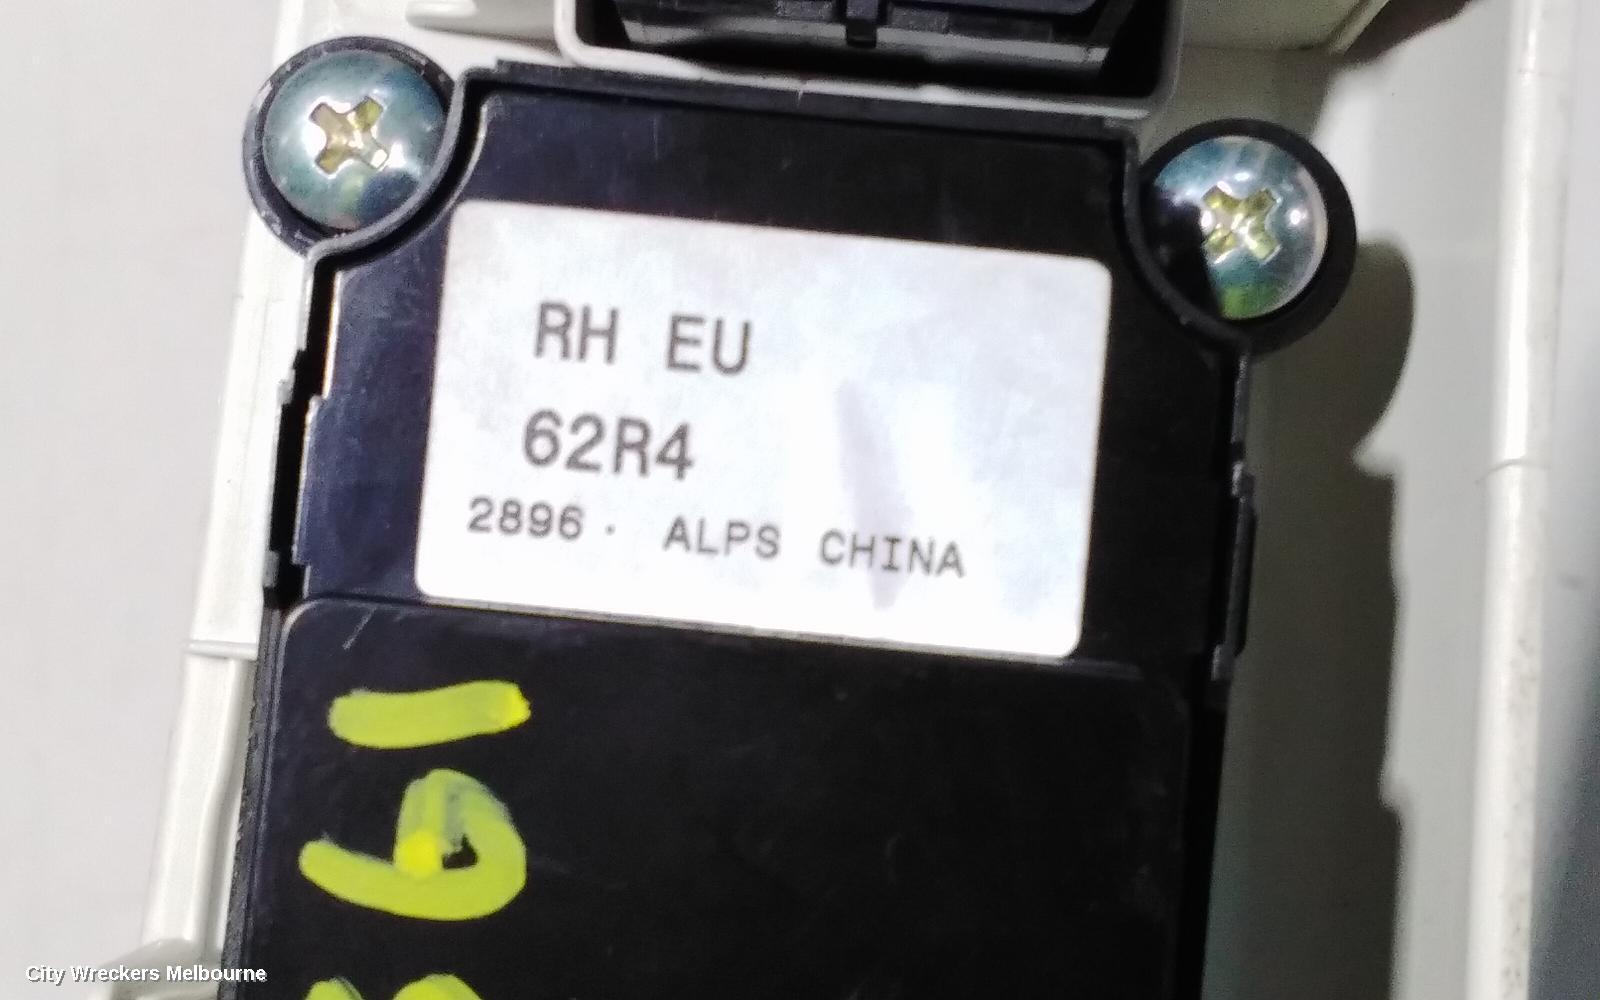 RH EU
62R4
2896 · ALPS CHINA
City Wreckers Melbourne